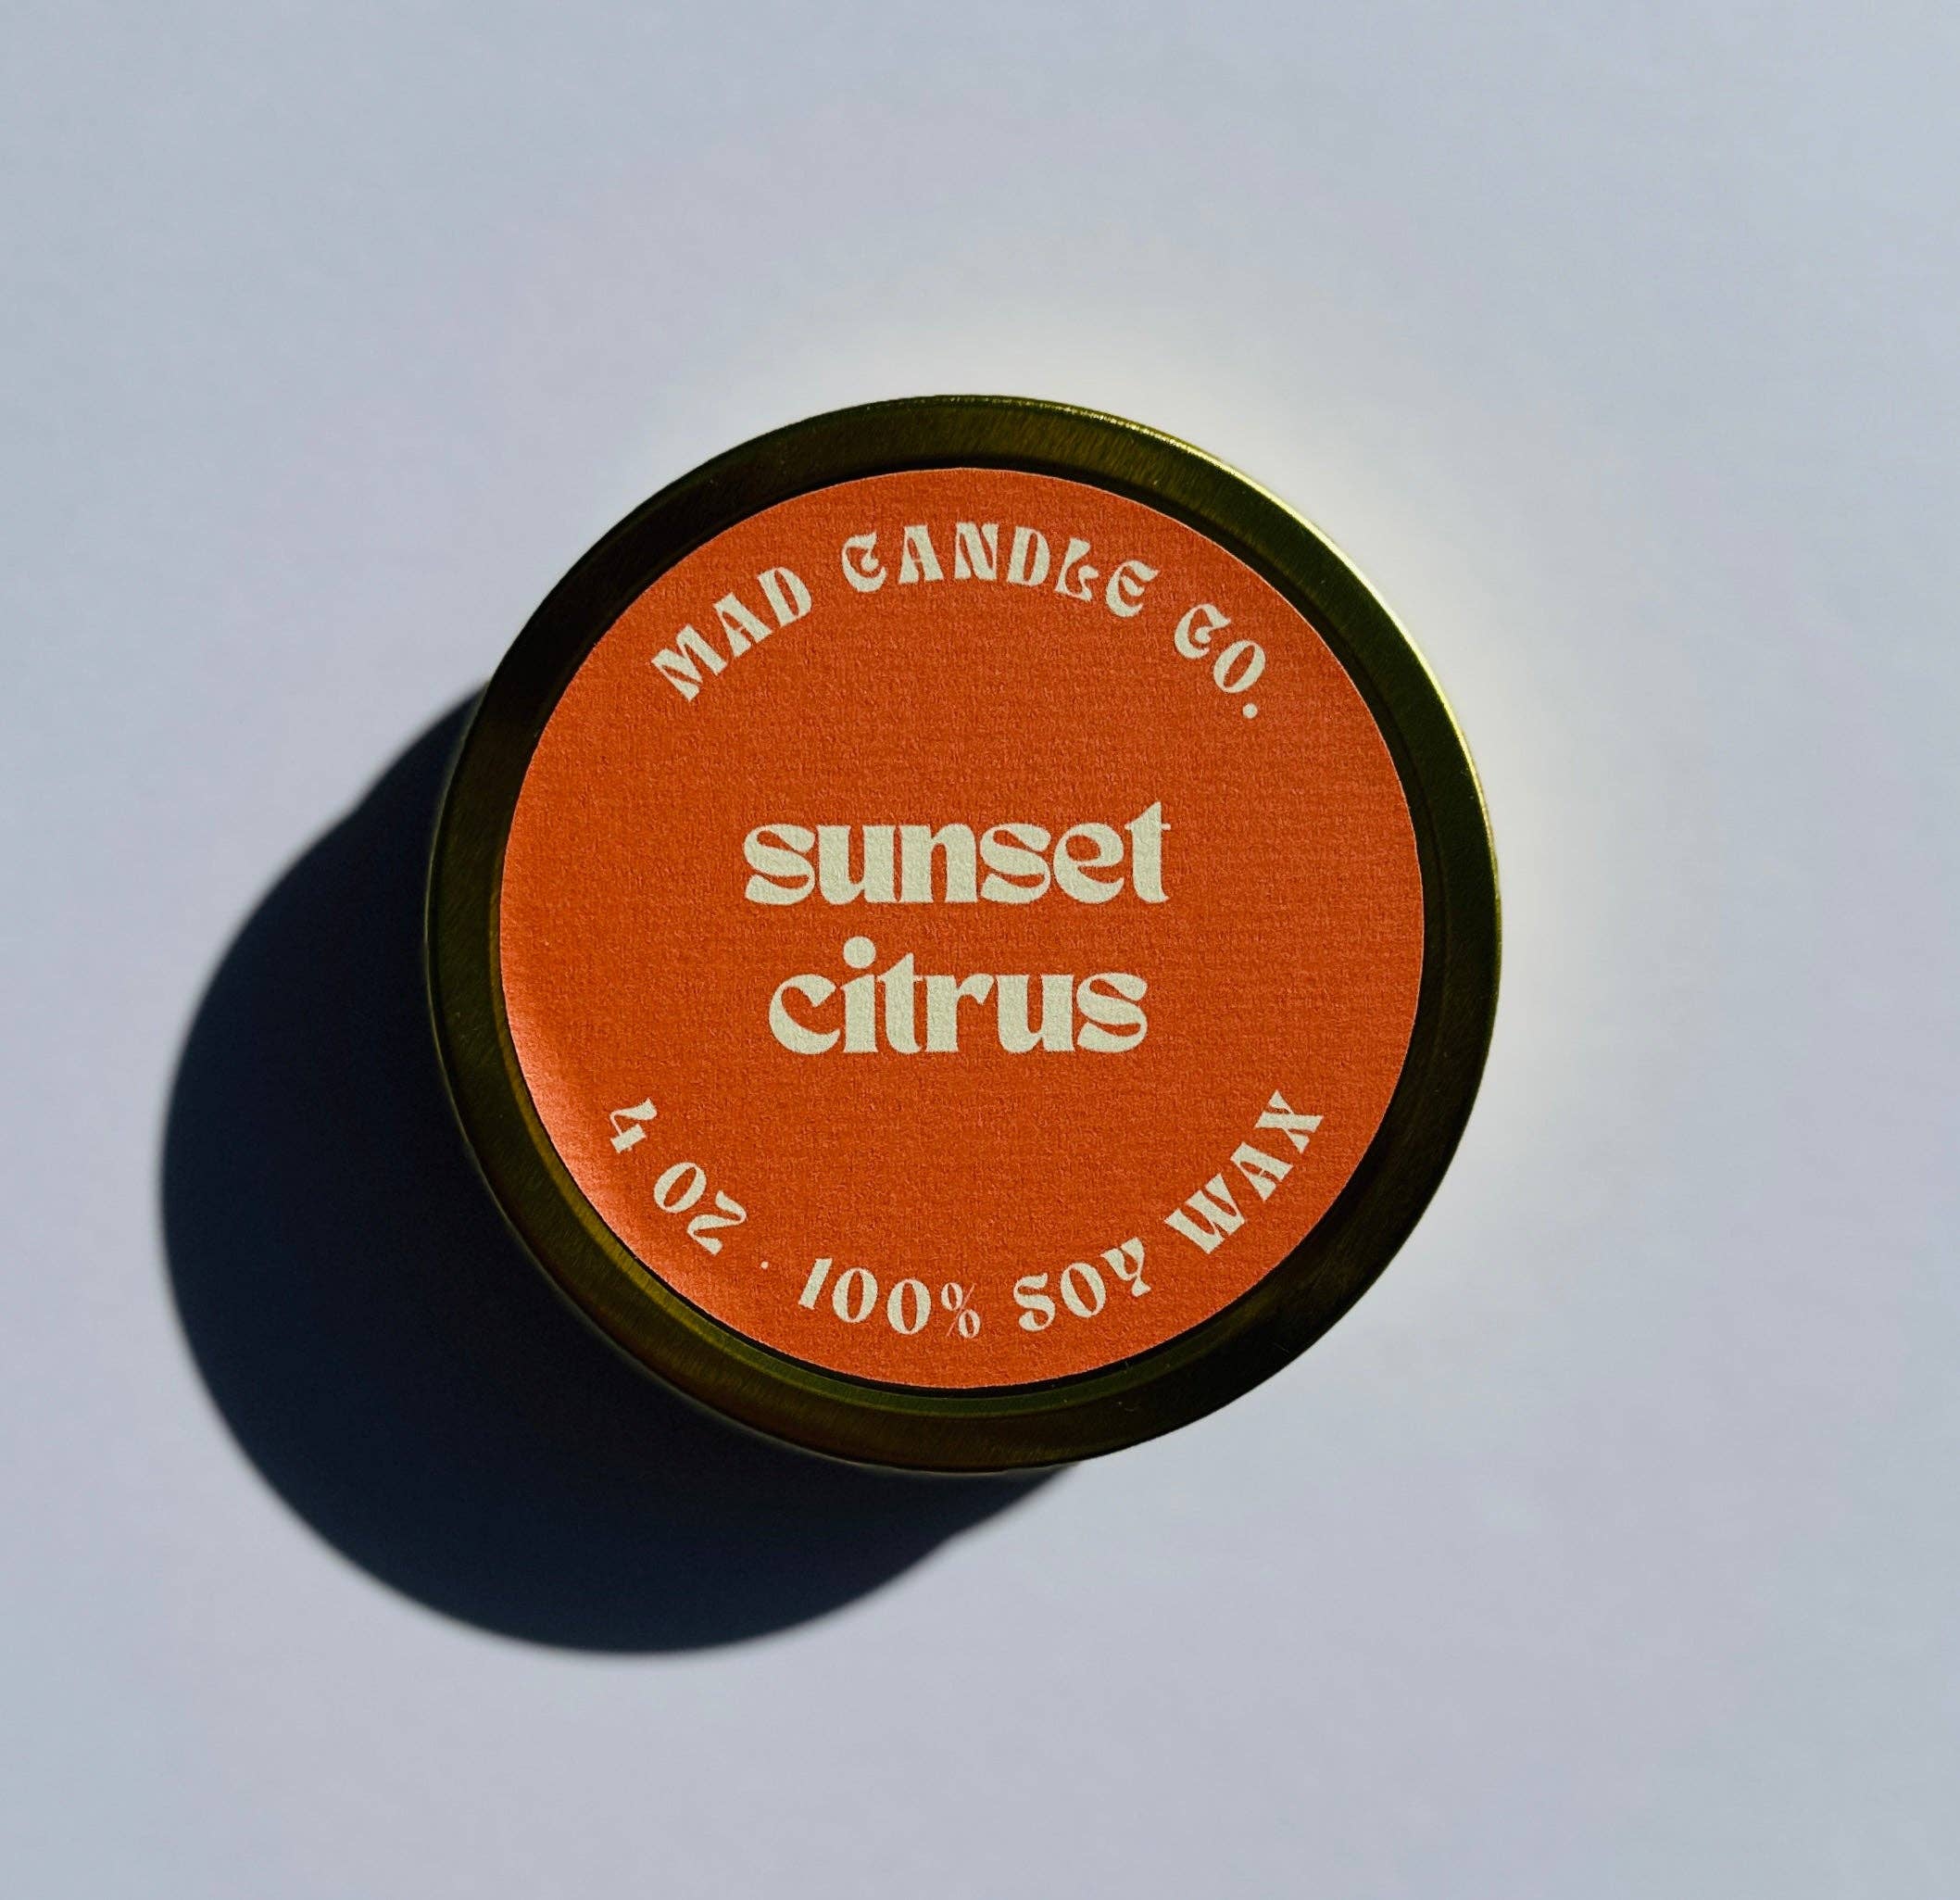 MAD CANDLE CO.
sunset
citrus
4 OZ · 100% SOY WAX